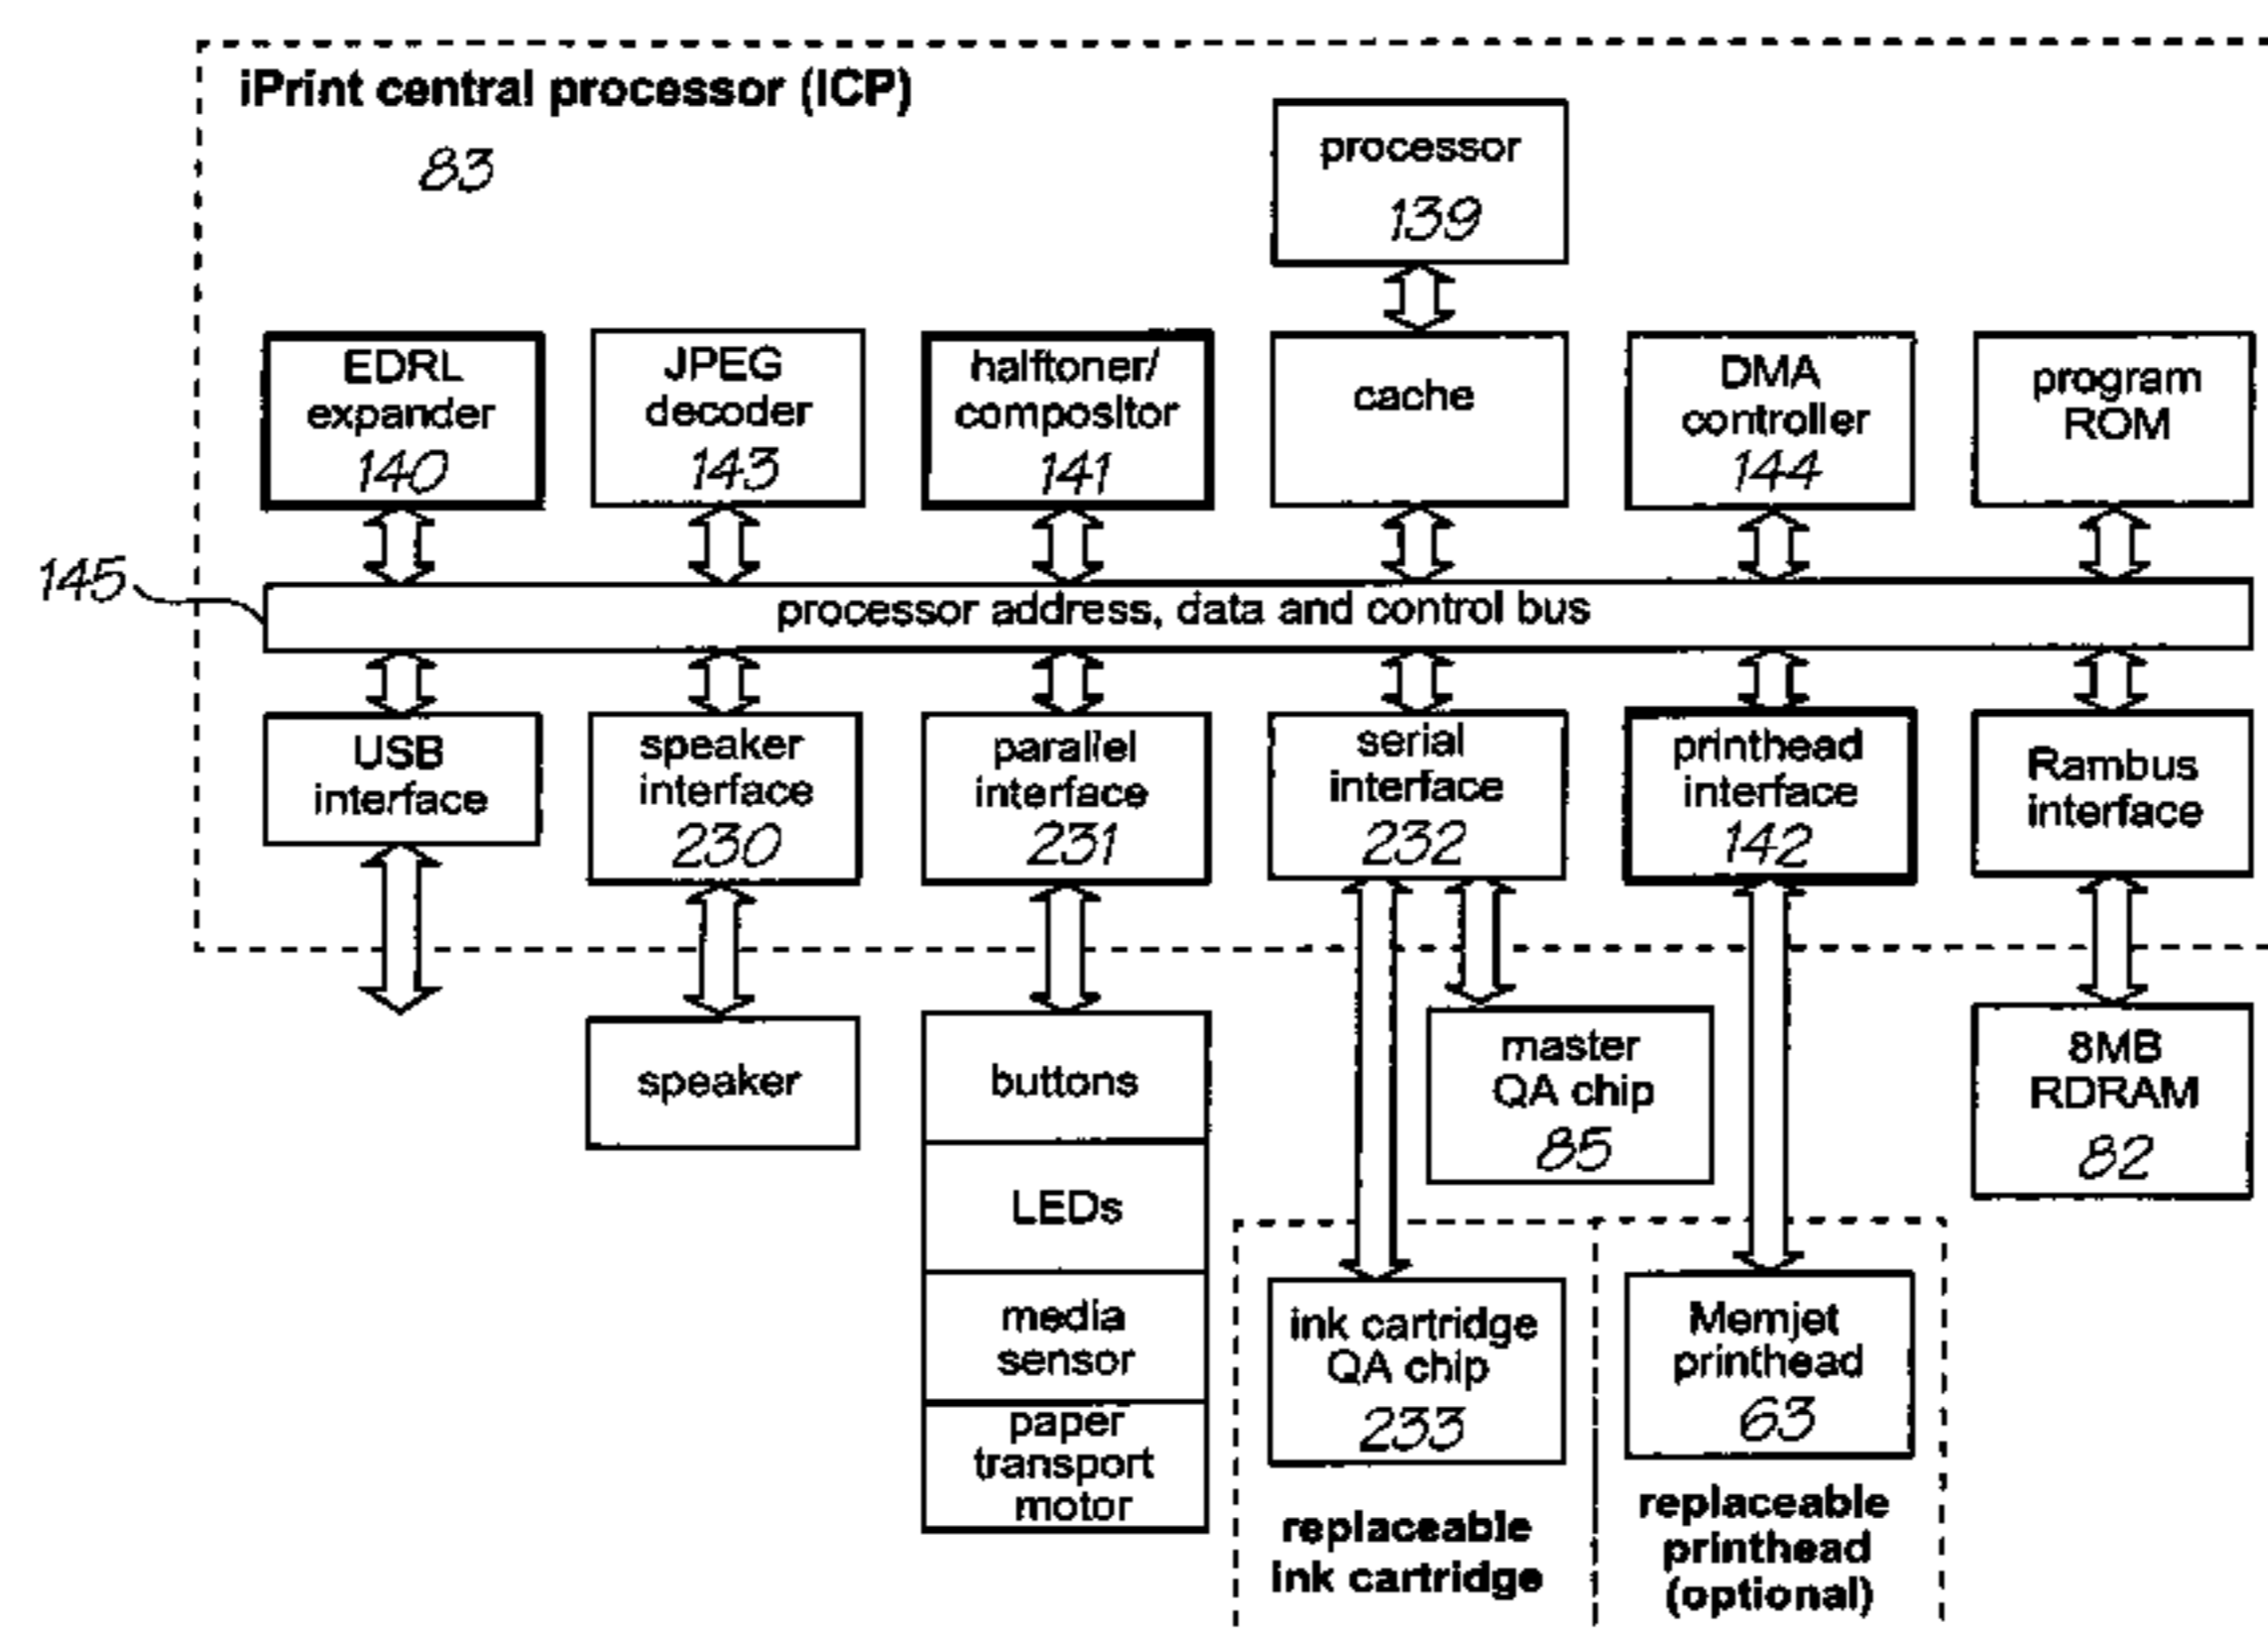 iPrint central processor (ICP)
83
processor
139
EDRL
expander
140
JPEG
decoder
143
halftoner/
compositor
141
cache
DMA
controller
144
program
ROM
145
processor address, data and control bus
USB
interface
speaker
interface
230
parallel
interface
231
serial
interface
232
printhead
interface
142
Rambus
interface
speaker
buttons
LEDs
media
sensor
paper
transport
motor
master
QA chip
85
8MB
RDRAM
82
ink cartridge
QA chip
233
replaceable
ink cartridge
Memjet
printhead
63
replaceable
printhead
(optional)